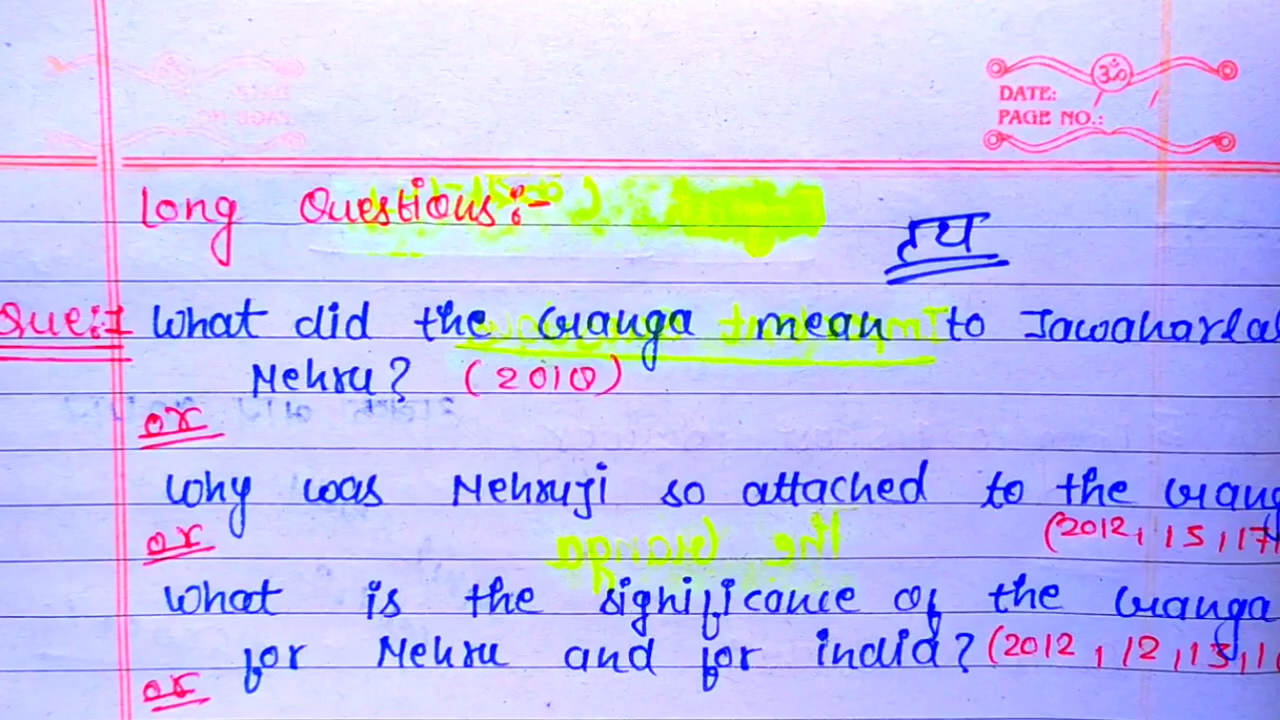 ॐ
DATE:
PAGE NO.:
Long Questions:-
Que:1 What did the Ganga mean to Jawaharlal
Nehru? (2010)
or
Why was Nehruji so attached to the Gang
(2012, 15, 17
or
What is the significance of the Ganga
for Nehru and for india? (2012, 12, 13, 1
or